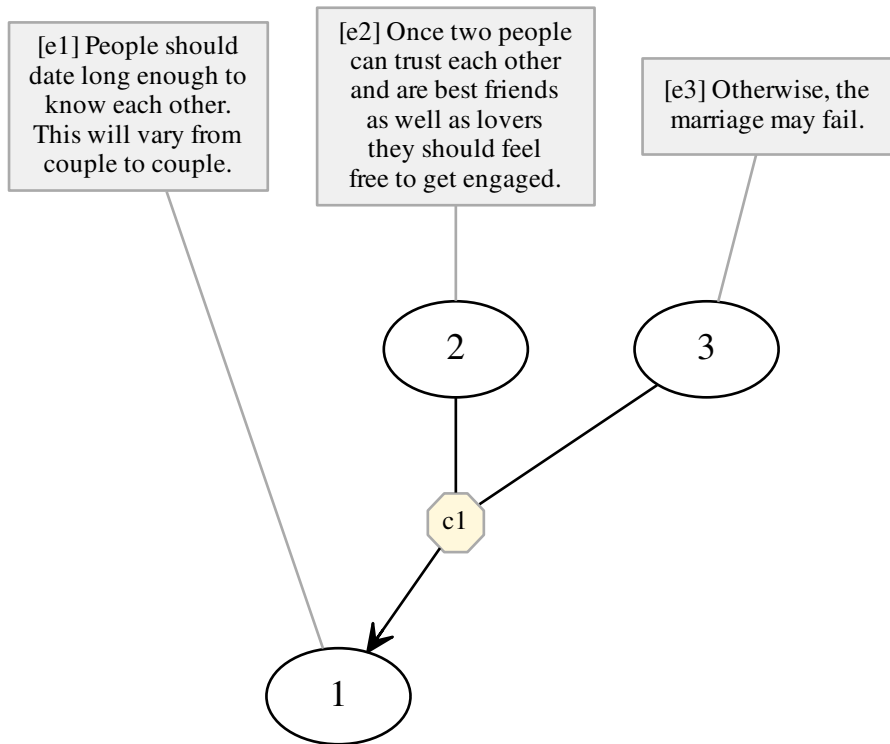 [e1] People should
date long enough to
know each other.
This will vary from
couple to couple.
[e2] Once two people
can trust each other
and are best friends
as well as lovers
they should feel
free to get engaged.
[e3] Otherwise, the
marriage may fail.
2
3
c1
1